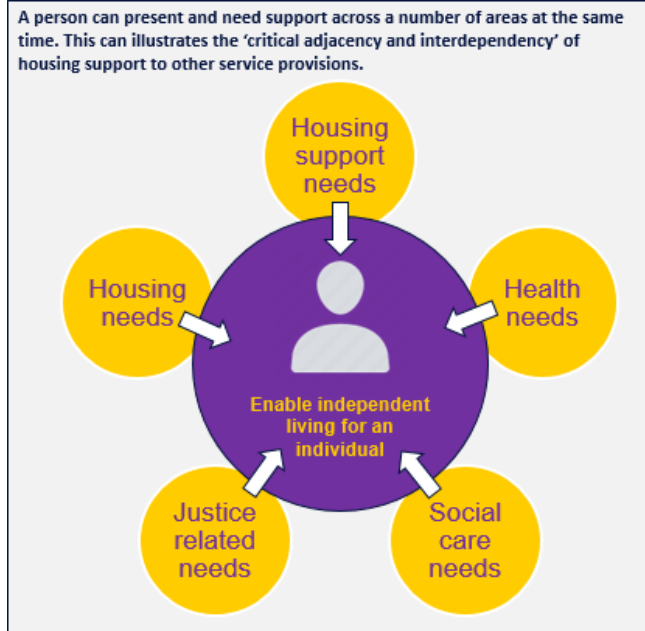 A person can present and need support across a number of areas at the same
time. This can illustrates the ‘critical adjacency and interdependency’ of
housing support to other service provisions.
Housing
support
needs
Housing
needs
Health
needs
Enable independent
living for an
individual
Justice
related
needs
Social
care
needs